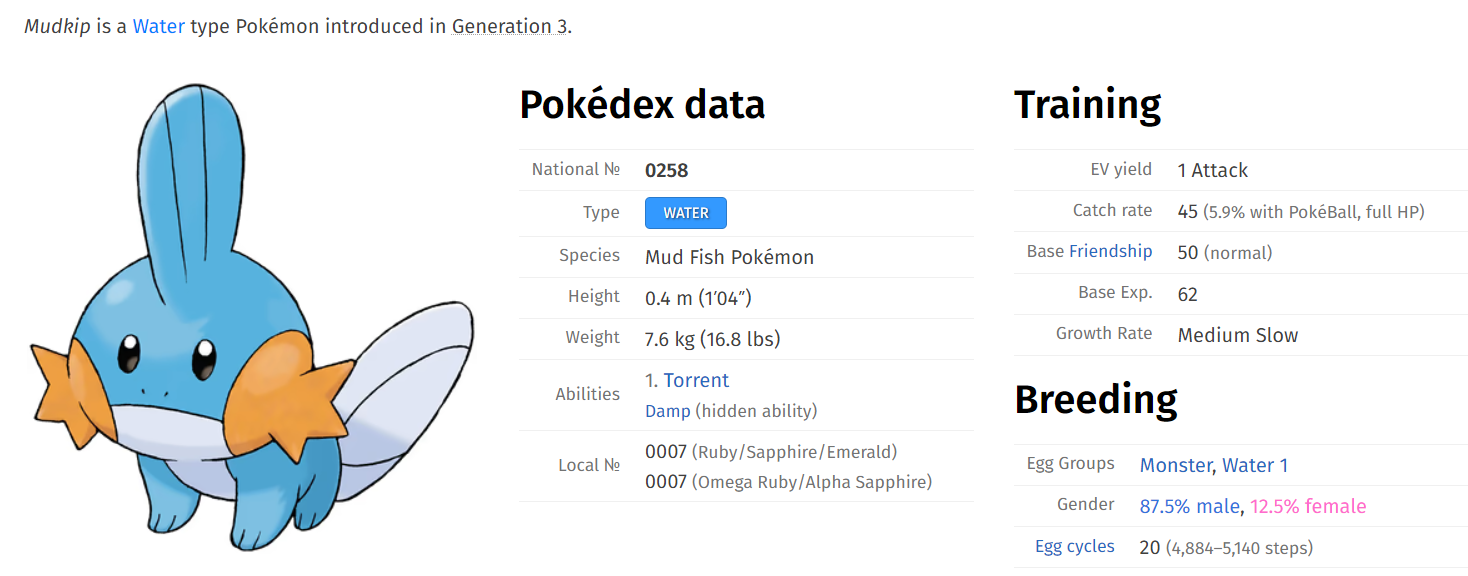 Mudkip is a Water type Pokémon introduced in Generation 3.
Pokédex data
National № 0258
Type WATER
Species Mud Fish Pokémon
Height 0.4 m (1′04″)
Weight 7.6 kg (16.8 lbs)
Abilities 1. Torrent
Damp (hidden ability)
Local № 0007 (Ruby/Sapphire/Emerald)
0007 (Omega Ruby/Alpha Sapphire)
Training
EV yield 1 Attack
Catch rate 45 (5.9% with PokéBall, full HP)
Base Friendship 50 (normal)
Base Exp. 62
Growth Rate Medium Slow
Breeding
Egg Groups Monster, Water 1
Gender 87.5% male, 12.5% female
Egg cycles 20 (4,884–5,140 steps)